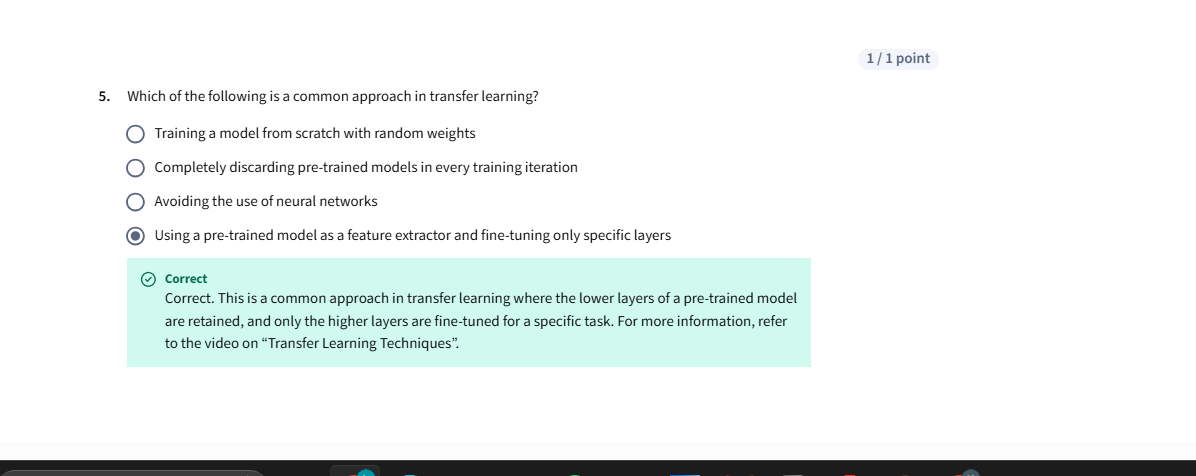 1 / 1 point
5. Which of the following is a common approach in transfer learning?
Training a model from scratch with random weights
Completely discarding pre-trained models in every training iteration
Avoiding the use of neural networks
Using a pre-trained model as a feature extractor and fine-tuning only specific layers
Correct
Correct. This is a common approach in transfer learning where the lower layers of a pre-trained model
are retained, and only the higher layers are fine-tuned for a specific task. For more information, refer
to the video on “Transfer Learning Techniques”.